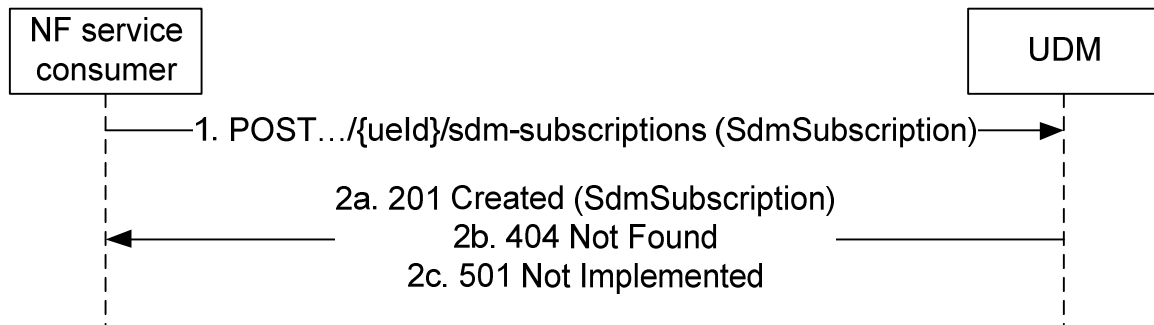 NF service
consumer
UDM
1. POST…/{ueId}/sdm-subscriptions (SdmSubscription)
2a. 201 Created (SdmSubscription)
2b. 404 Not Found
2c. 501 Not Implemented